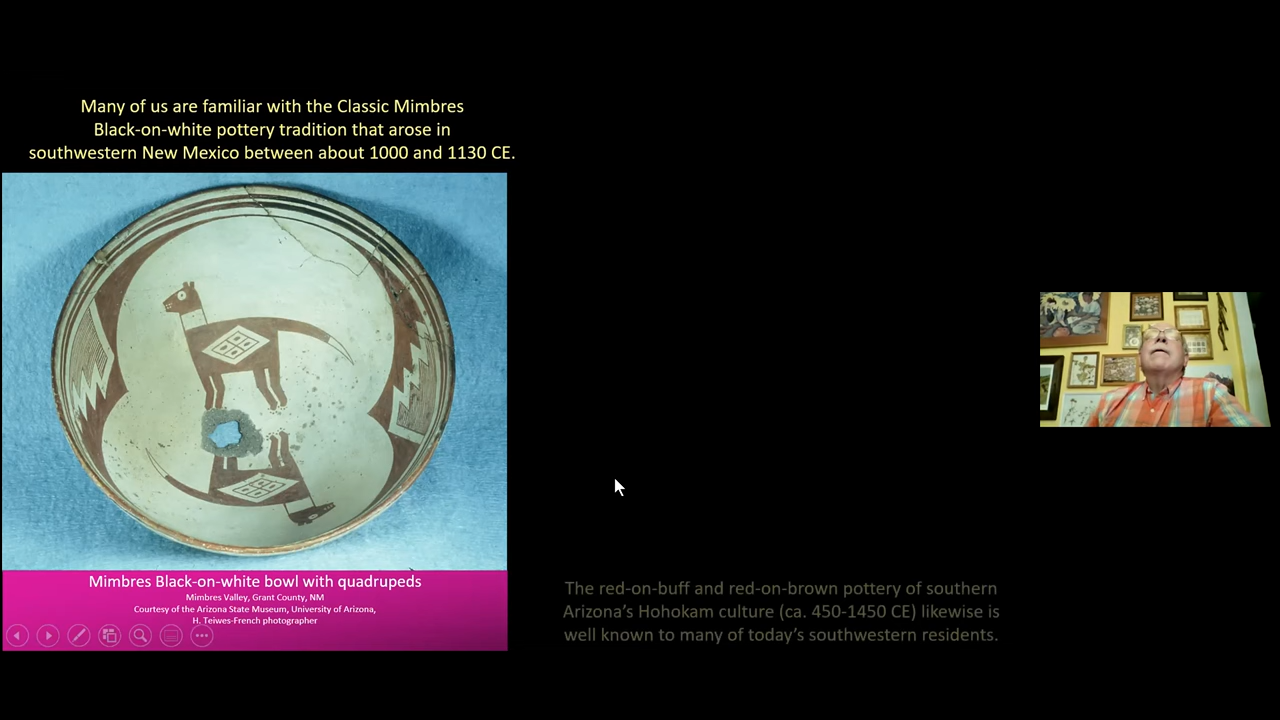 Many of us are familiar with the Classic Mimbres
Black-on-white pottery tradition that arose in
southwestern New Mexico between about 1000 and 1130 CE.
Mimbres Black-on-white bowl with quadrupeds
Mimbres Valley, Grant County, NM
Courtesy of the Arizona State Museum, University of Arizona,
H. Teiwes-French photographer
The red-on-buff and red-on-brown pottery of southern
Arizona’s Hohokam culture (ca. 450-1450 CE) likewise is
well known to many of today’s southwestern residents.